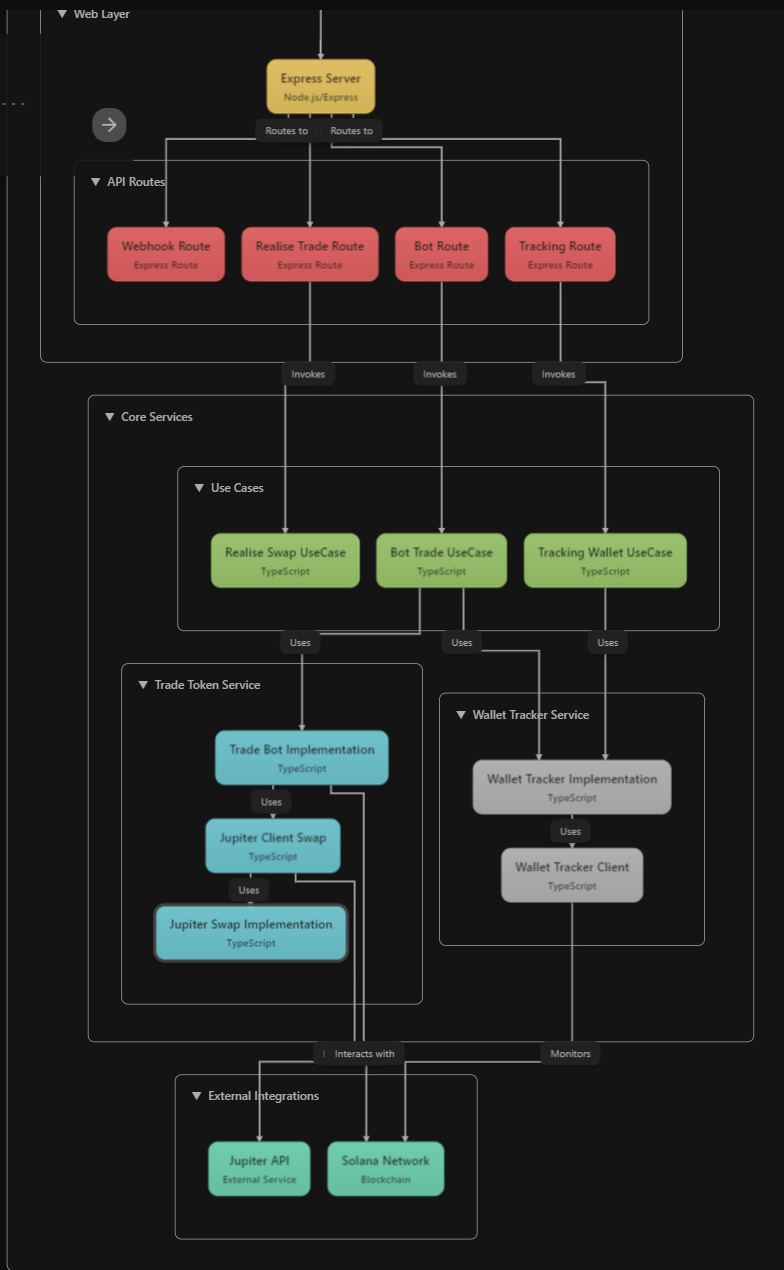 Web Layer
Express Server
Node.js/Express
Routes to
Routes to
API Routes
Webhook Route
Express Route
Realise Trade Route
Express Route
Bot Route
Express Route
Tracking Route
Express Route
Invokes
Invokes
Invokes
Core Services
Use Cases
Realise Swap UseCase
TypeScript
Bot Trade UseCase
TypeScript
Tracking Wallet UseCase
TypeScript
Uses
Uses
Uses
Trade Token Service
Wallet Tracker Service
Trade Bot Implementation
TypeScript
Wallet Tracker Implementation
TypeScript
Uses
Uses
Jupiter Client Swap
TypeScript
Wallet Tracker Client
TypeScript
Uses
Jupiter Swap Implementation
TypeScript
Interacts with
Monitors
External Integrations
Jupiter API
External Service
Solana Network
Blockchain